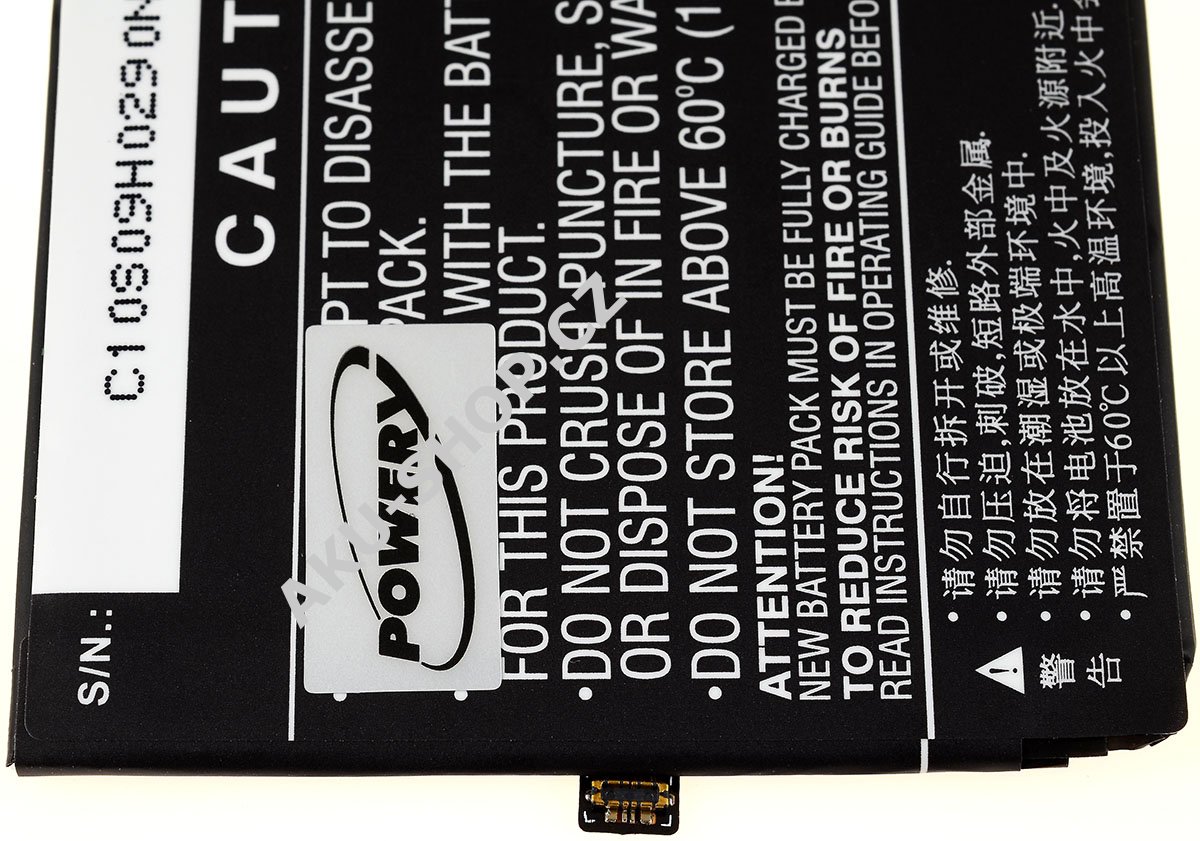 S/N.:
C10S09H0290N
CAUT
PT TO DISASSE
PACK.
WITH THE BATT
FOR THIS PRODUCT.
• DO NOT CRUSH, PUNCTURE, S
OR DISPOSE OF IN FIRE OR WA
• DO NOT STORE ABOVE 60°C (1
ATTENTION!
NEW BATTERY PACK MUST BE FULLY CHARGED B
TO REDUCE RISK OF FIRE OR BURNS
READ INSTRUCTIONS IN OPERATING GUIDE BEFO
警告
• 请勿自行拆开或维修.
• 请勿压迫,刺破,短路外部金属.
• 请勿放在潮湿或极端环境中.
• 请勿将电池放在水中,火中及火源附近.
• 严禁置于60℃以上高温环境,投入火中会
POWERY
AKU-SHOP.CZ